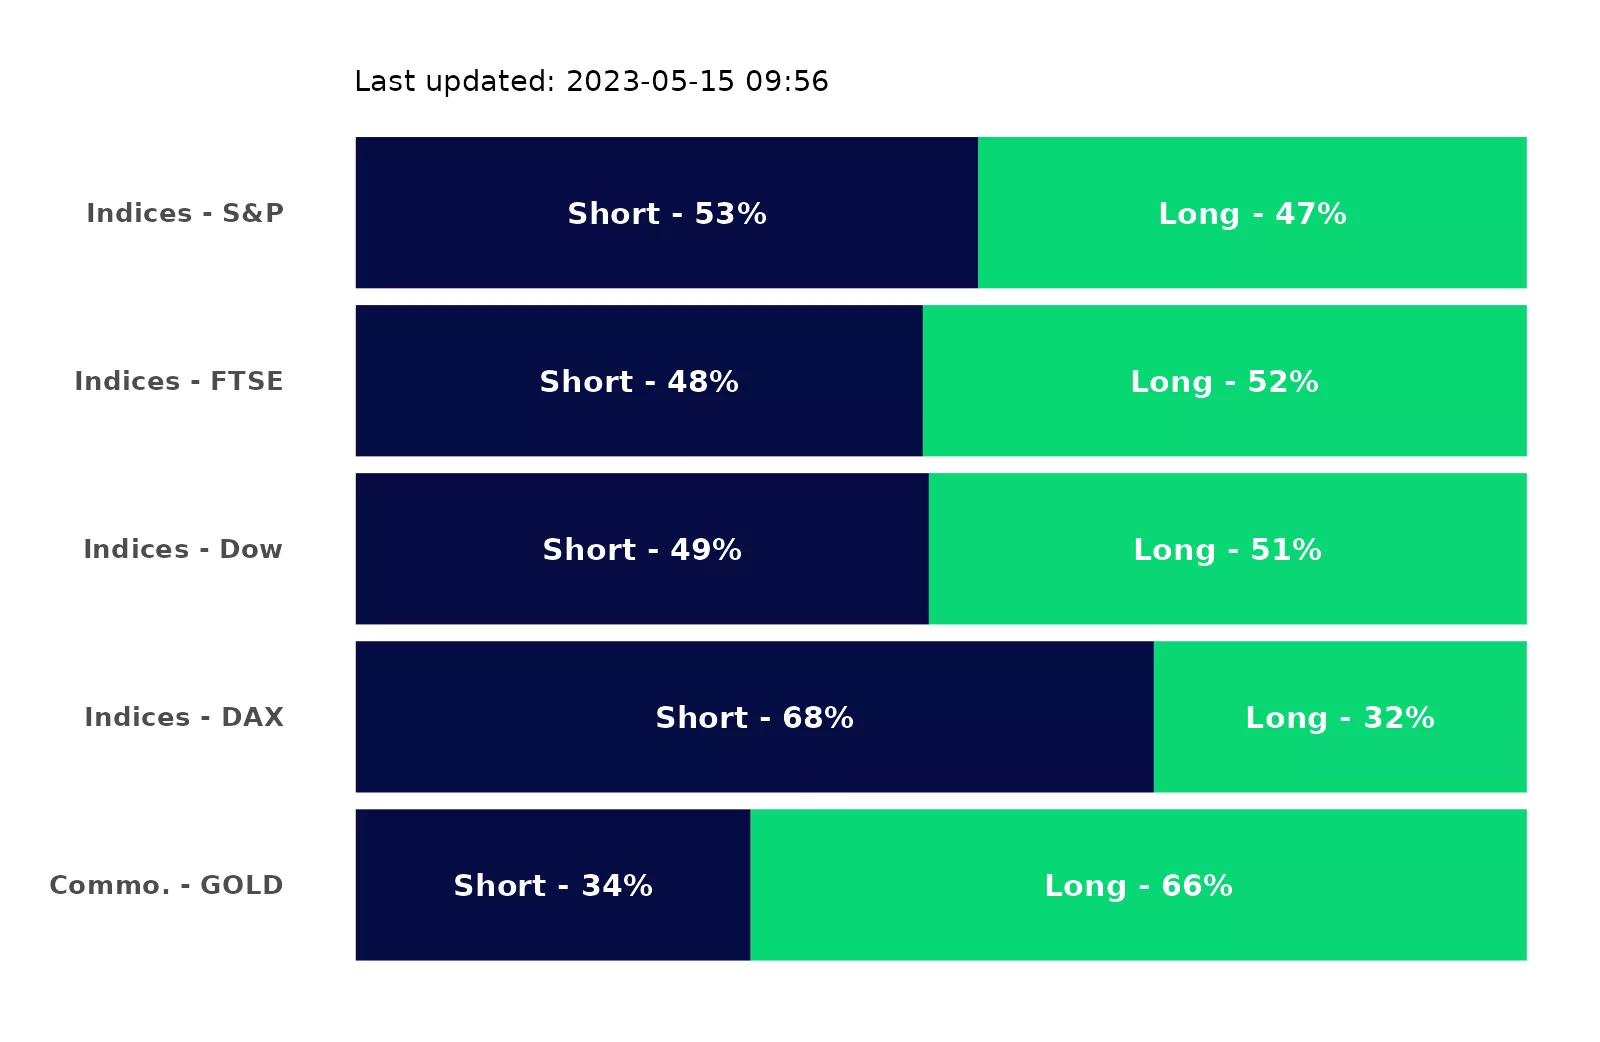 Last updated: 2023-05-15 09:56
Indices - S&P Short - 53% Long - 47%
Indices - FTSE Short - 48% Long - 52%
Indices - Dow Short - 49% Long - 51%
Indices - DAX Short - 68% Long - 32%
Commo. - GOLD Short - 34% Long - 66%